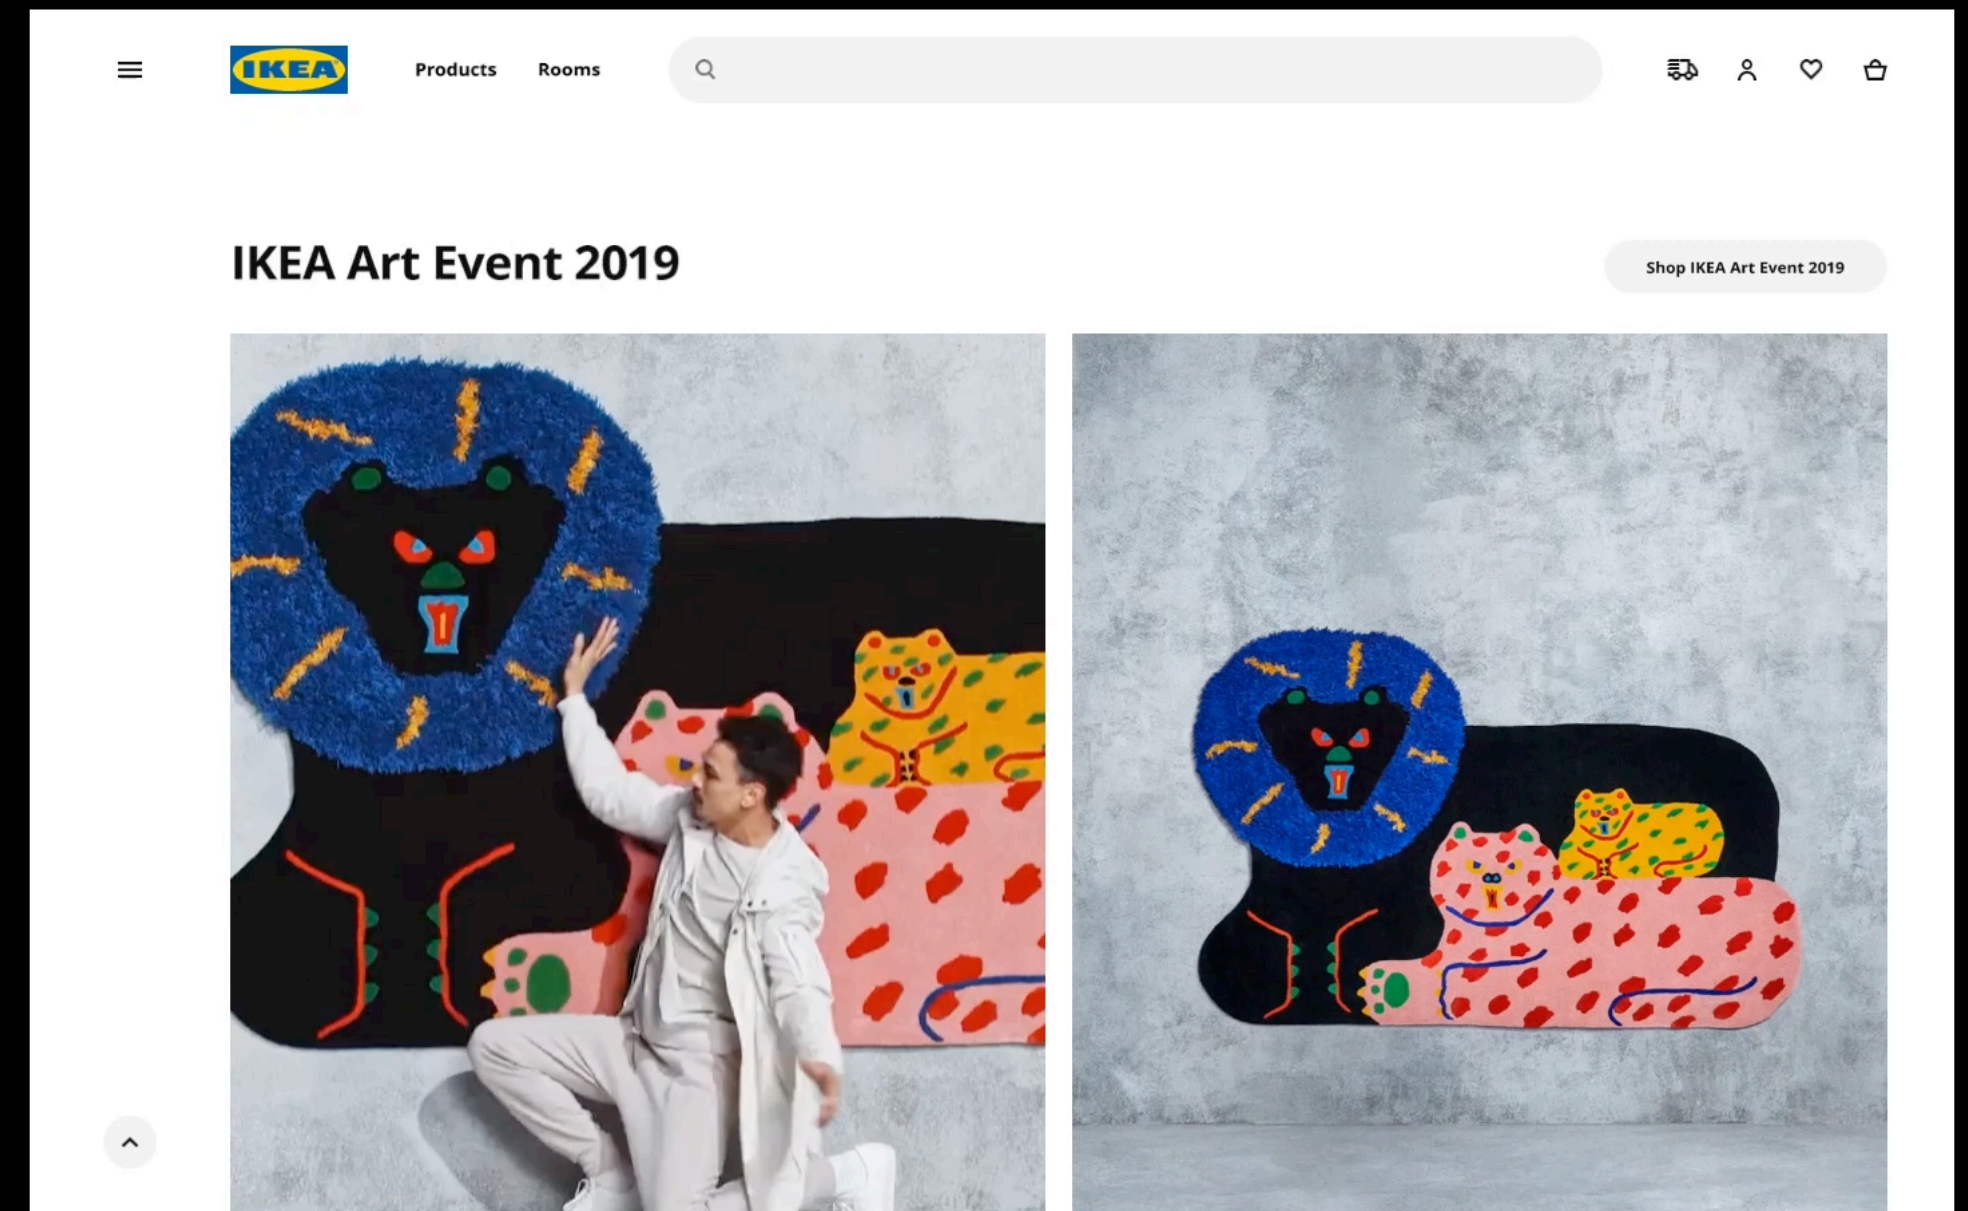 IKEA
Products
Rooms
IKEA Art Event 2019
Shop IKEA Art Event 2019